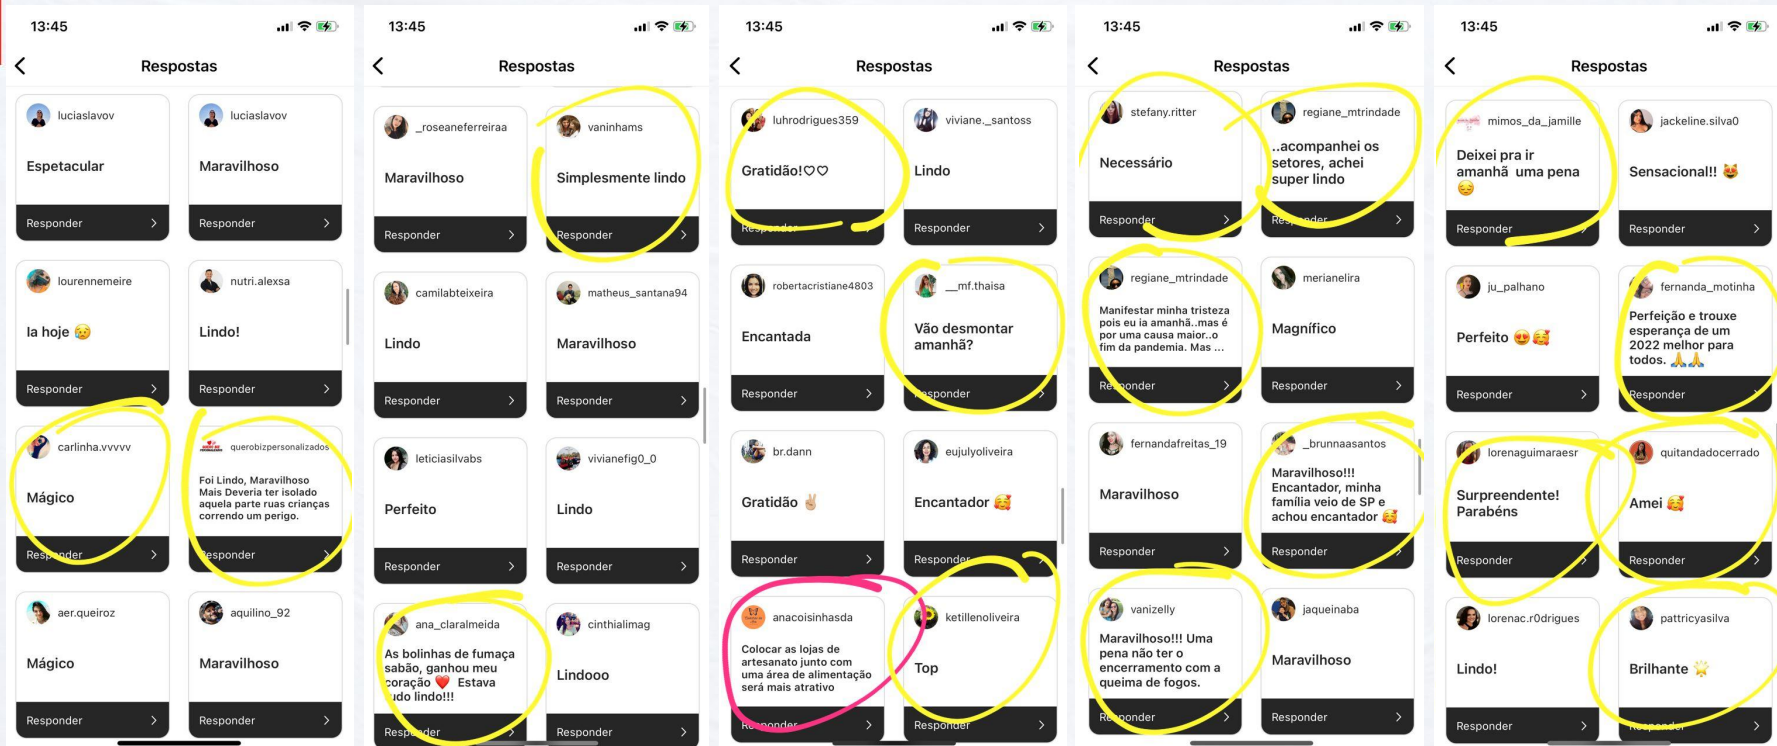 13:45
Respostas
luciaslavov
Espetacular
Responder
luciaslavov
Maravilhoso
Responder
lourennemeire
Ia hoje 😥
Responder
nutri.alexsa
Lindo!
Responder
carlinha.vvvvv
Mágico
Responder
querobizpersonalizados
Foi Lindo, Maravilhoso
Mais Deveria ter isolado
aquela parte ruas crianças
correndo um perigo.
Responder
aer.queiroz
Mágico
Responder
aquilino_92
Maravilhoso
Responder
13:45
Respostas
_roseaneferreiraa
Maravilhoso
Responder
vaninhams
Simplesmente lindo
Responder
camilabteixeira
Lindo
Responder
matheus_santana94
Maravilhoso
Responder
leticiasilvabs
Perfeito
Responder
vivianefig0_0
Lindo
Responder
ana_claralmeida
As bolinhas de fumaça
sabão, ganhou meu
coração ❤️ Estava
tudo lindo!!!
Responder
cinthialimag
Lindooo
Responder
13:45
Respostas
luhrodrigues359
Gratidão!♡♡
Responder
viviane._santoss
Lindo
Responder
robertacristiane4803
Encantada
Responder
__mf.thaisa
Vão desmontar
amanhã?
Responder
br.dann
Gratidão ✌🏼
Responder
eujulyoliveira
Encantador 🥰
Responder
anacoisinhasda
Colocar as lojas de
artesanato junto com
uma área de alimentação
será mais atrativo
Responder
ketillenoliveira
Top
Responder
13:45
Respostas
stefany.ritter
Necessário
Responder
regiane_mtrindade
..acompanhei os
setores, achei
super lindo
Responder
regiane_mtrindade
Manifestar minha tristeza
pois eu ia amanhã..mas é
por uma causa maior..o
fim da pandemia. Mas ...
Responder
merianelira
Magnífico
Responder
fernandafreitas_19
Maravilhoso
Responder
_brunnaasantos
Maravilhoso!!!
Encantador, minha
família veio de SP e
achou encantador 🥰
Responder
vanizelly
Maravilhoso!!! Uma
pena não ter o
encerramento com a
queima de fogos.
Responder
jaqueinaba
Maravilhoso
Responder
13:45
Respostas
mimos_da_jamille
Deixei pra ir
amanhã uma pena
😔
Responder
jackeline.silva0
Sensacional!! 😻
Responder
ju_palhano
Perfeito 😍🥰
Responder
fernanda_motinha
Perfeição e trouxe
esperança de um
2022 melhor para
todos. 🙏🙏
Responder
lorenaguimaraesr
Surpreendente!
Parabéns
Responder
quitandadocerrado
Amei 🥰
Responder
lorenac.r0drigues
Lindo!
Responder
pattricyasilva
Brilhante 🌟
Responder